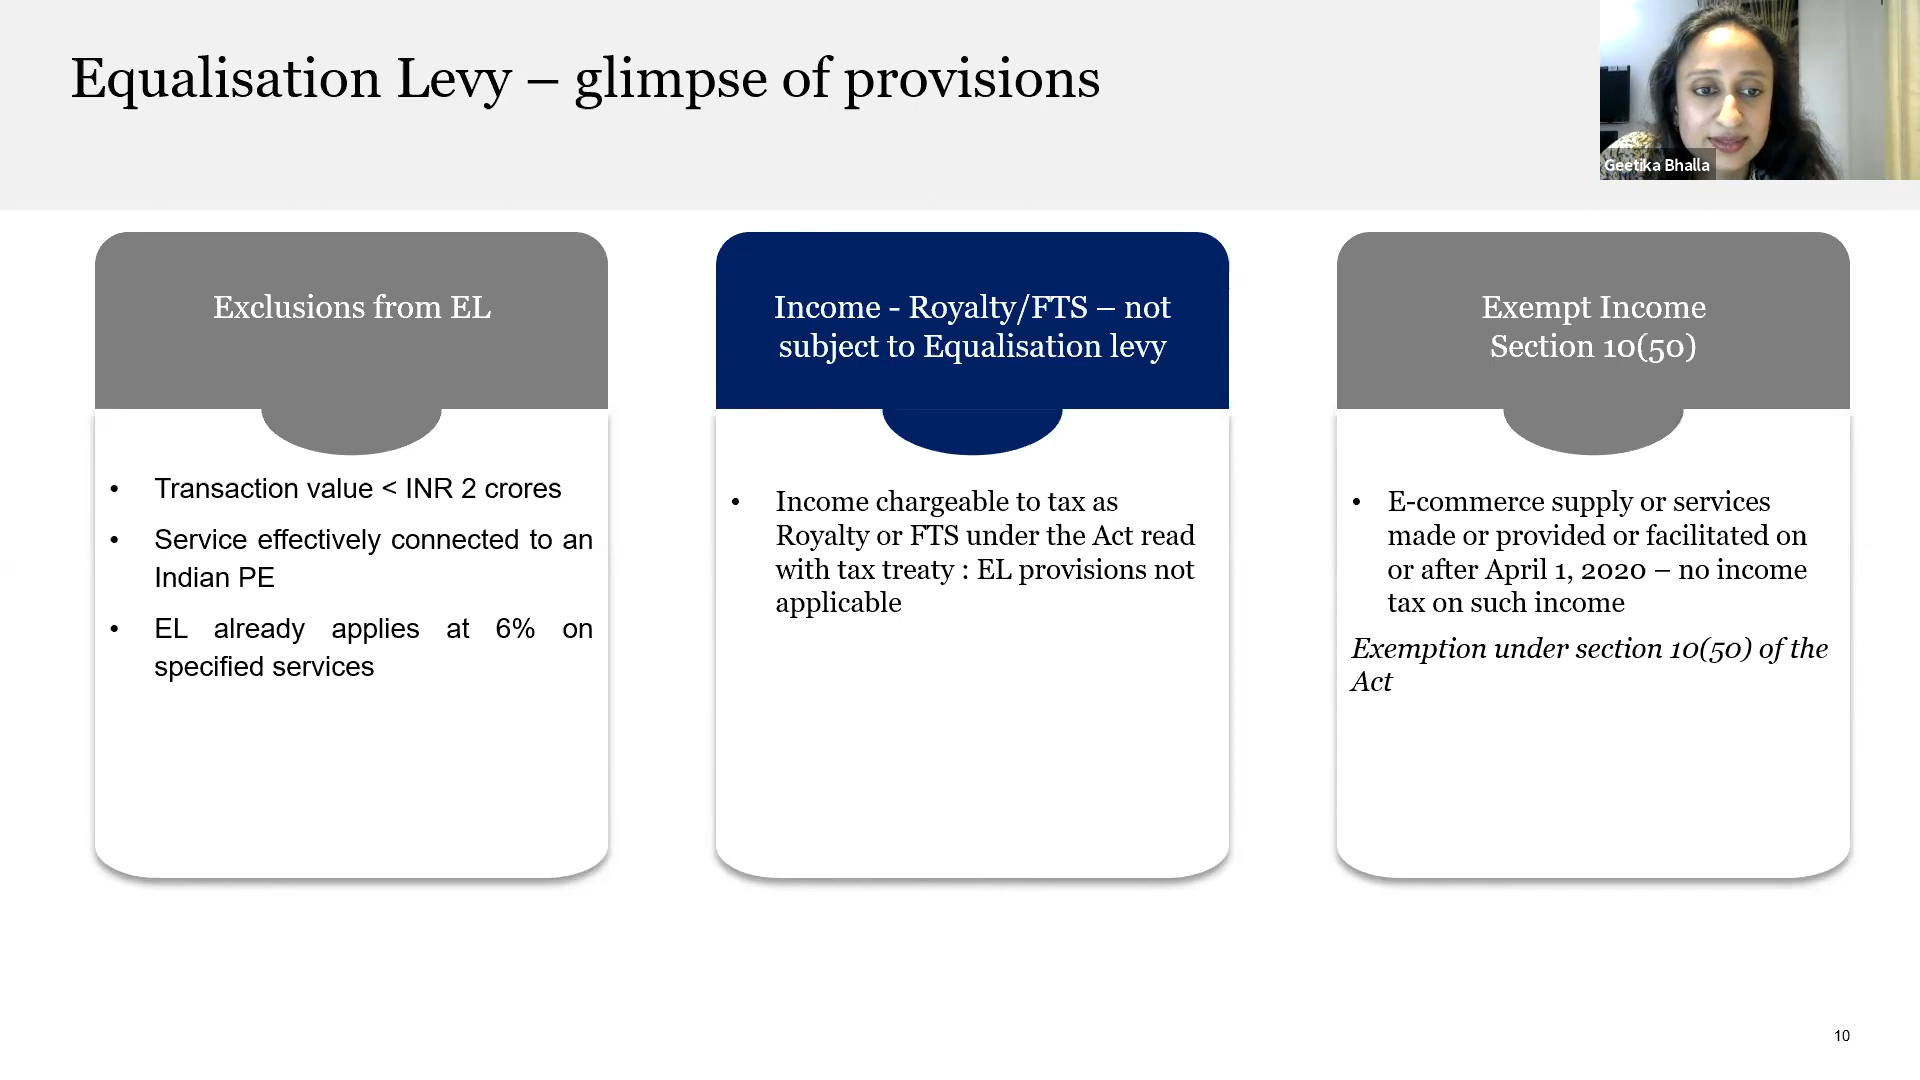 Equalisation Levy – glimpse of provisions
Geetika Bhalla
Exclusions from EL
• Transaction value < INR 2 crores
• Service effectively connected to an
Indian PE
• EL already applies at 6% on
specified services
Income - Royalty/FTS – not
subject to Equalisation levy
• Income chargeable to tax as
Royalty or FTS under the Act read
with tax treaty : EL provisions not
applicable
Exempt Income
Section 10(50)
• E-commerce supply or services
made or provided or facilitated on
or after April 1, 2020 – no income
tax on such income
Exemption under section 10(50) of the
Act
10